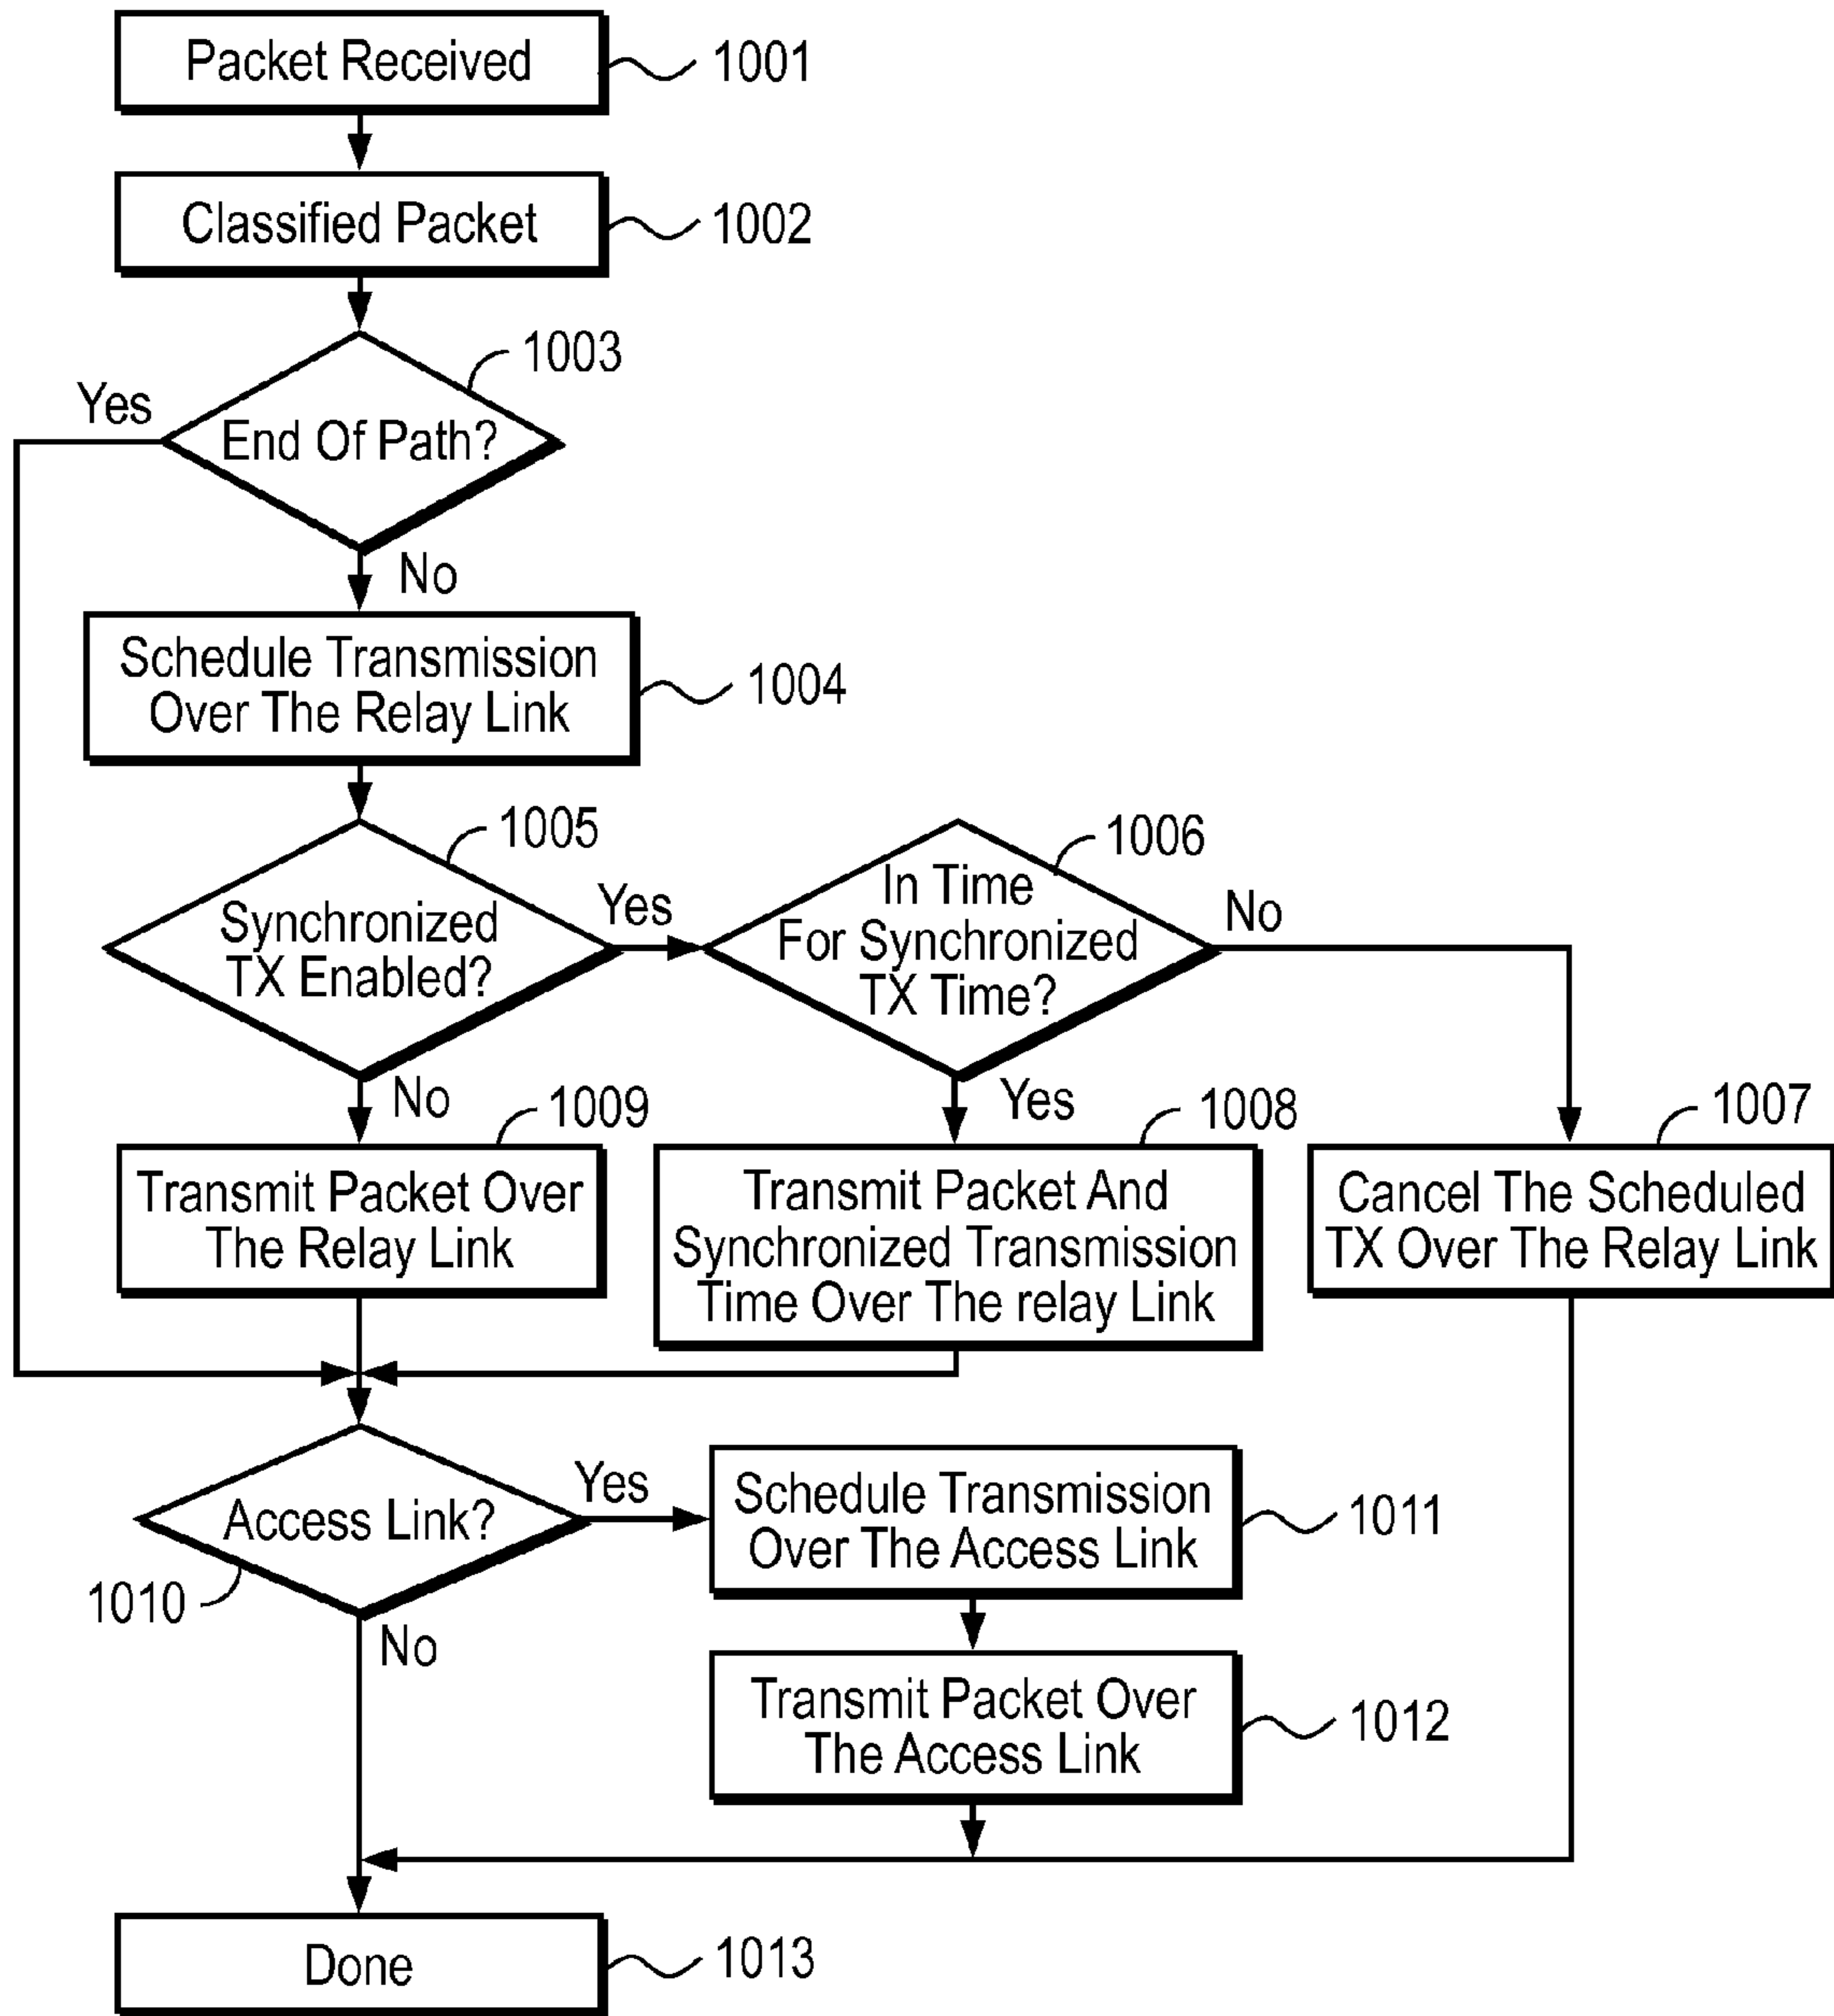 Packet Received
1001
Classified Packet
1002
1003
Yes
End Of Path?
No
Schedule Transmission
Over The Relay Link
1004
1005
Synchronized
TX Enabled?
Yes
1006
In Time
For Synchronized
TX Time?
No
No
1009
Yes
1008
1007
Transmit Packet Over
The Relay Link
Transmit Packet And
Synchronized Transmission
Time Over The relay Link
Cancel The Scheduled
TX Over The Relay Link
Access Link?
Yes
1010
No
Schedule Transmission
Over The Access Link
1011
Transmit Packet Over
The Access Link
1012
Done
1013